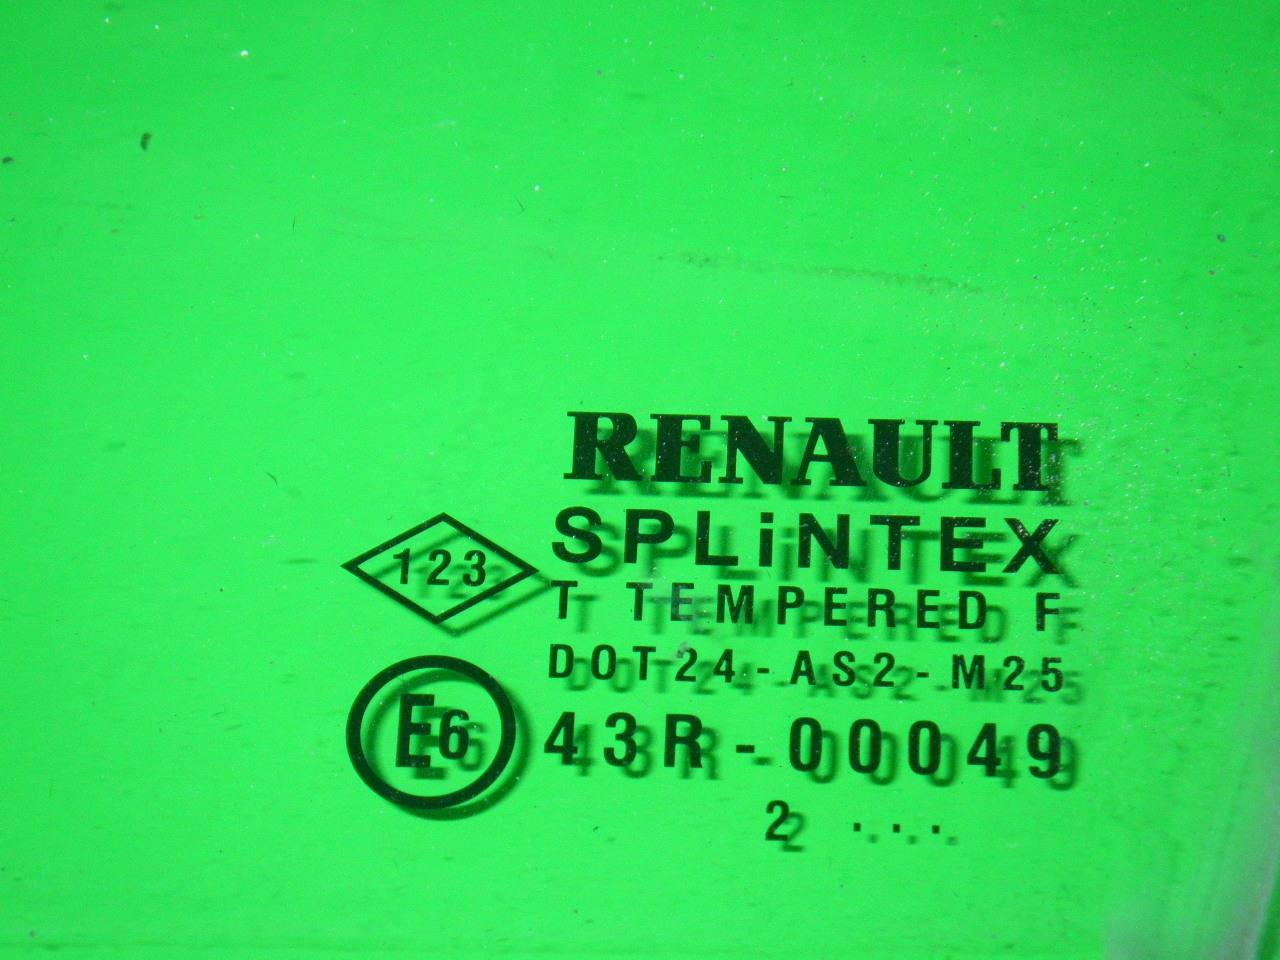 RENAULT
SPLiNTEX
123
T TEMPERED F
DOT24-AS2-M25
E6 43R-00049
2 ...